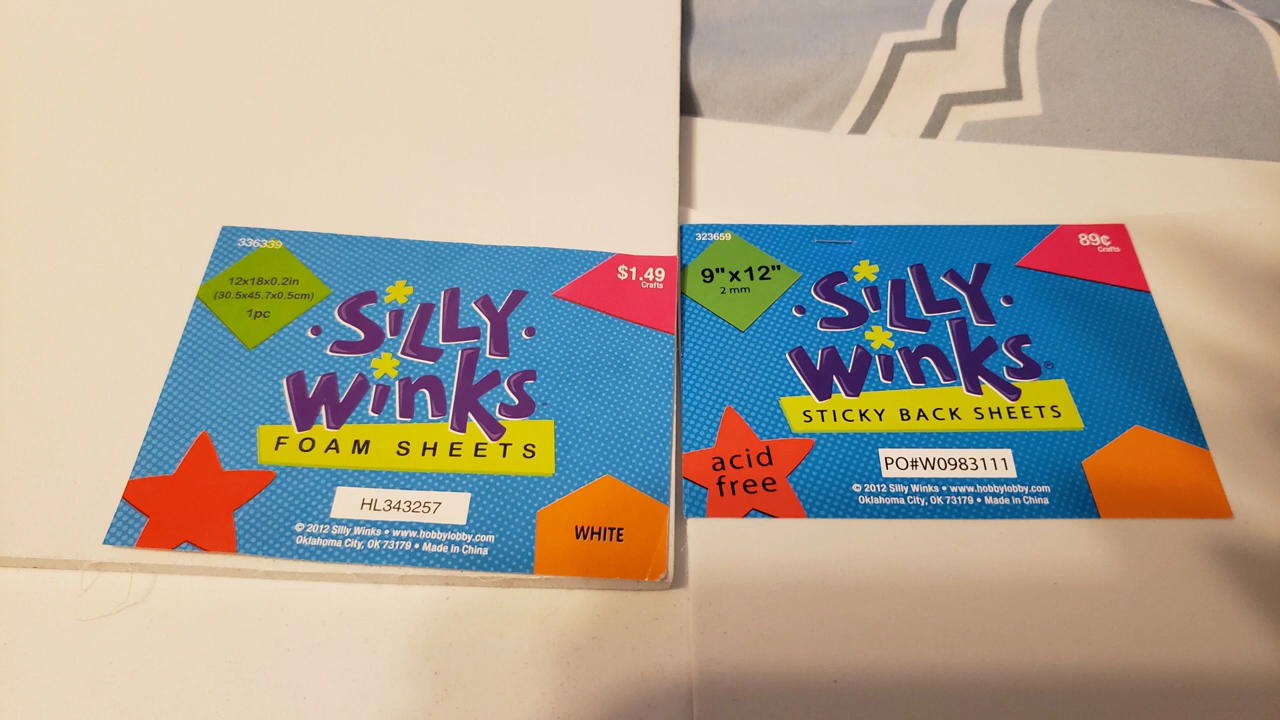 336339
12x18x0.2in
(30.5x45.7x0.5cm)
1pc
$1.49
Crafts
SiLLY
winks
FOAM SHEETS
HL343257
© 2012 Silly Winks • www.hobbylobby.com
Oklahoma City, OK 73179 • Made in China
WHITE
323659
9"x12"
2 mm
89¢
Crafts
SiLLY
winks®
STICKY BACK SHEETS
acid
free
PO#W0983111
© 2012 Silly Winks • www.hobbylobby.com
Oklahoma City, OK 73179 • Made in China